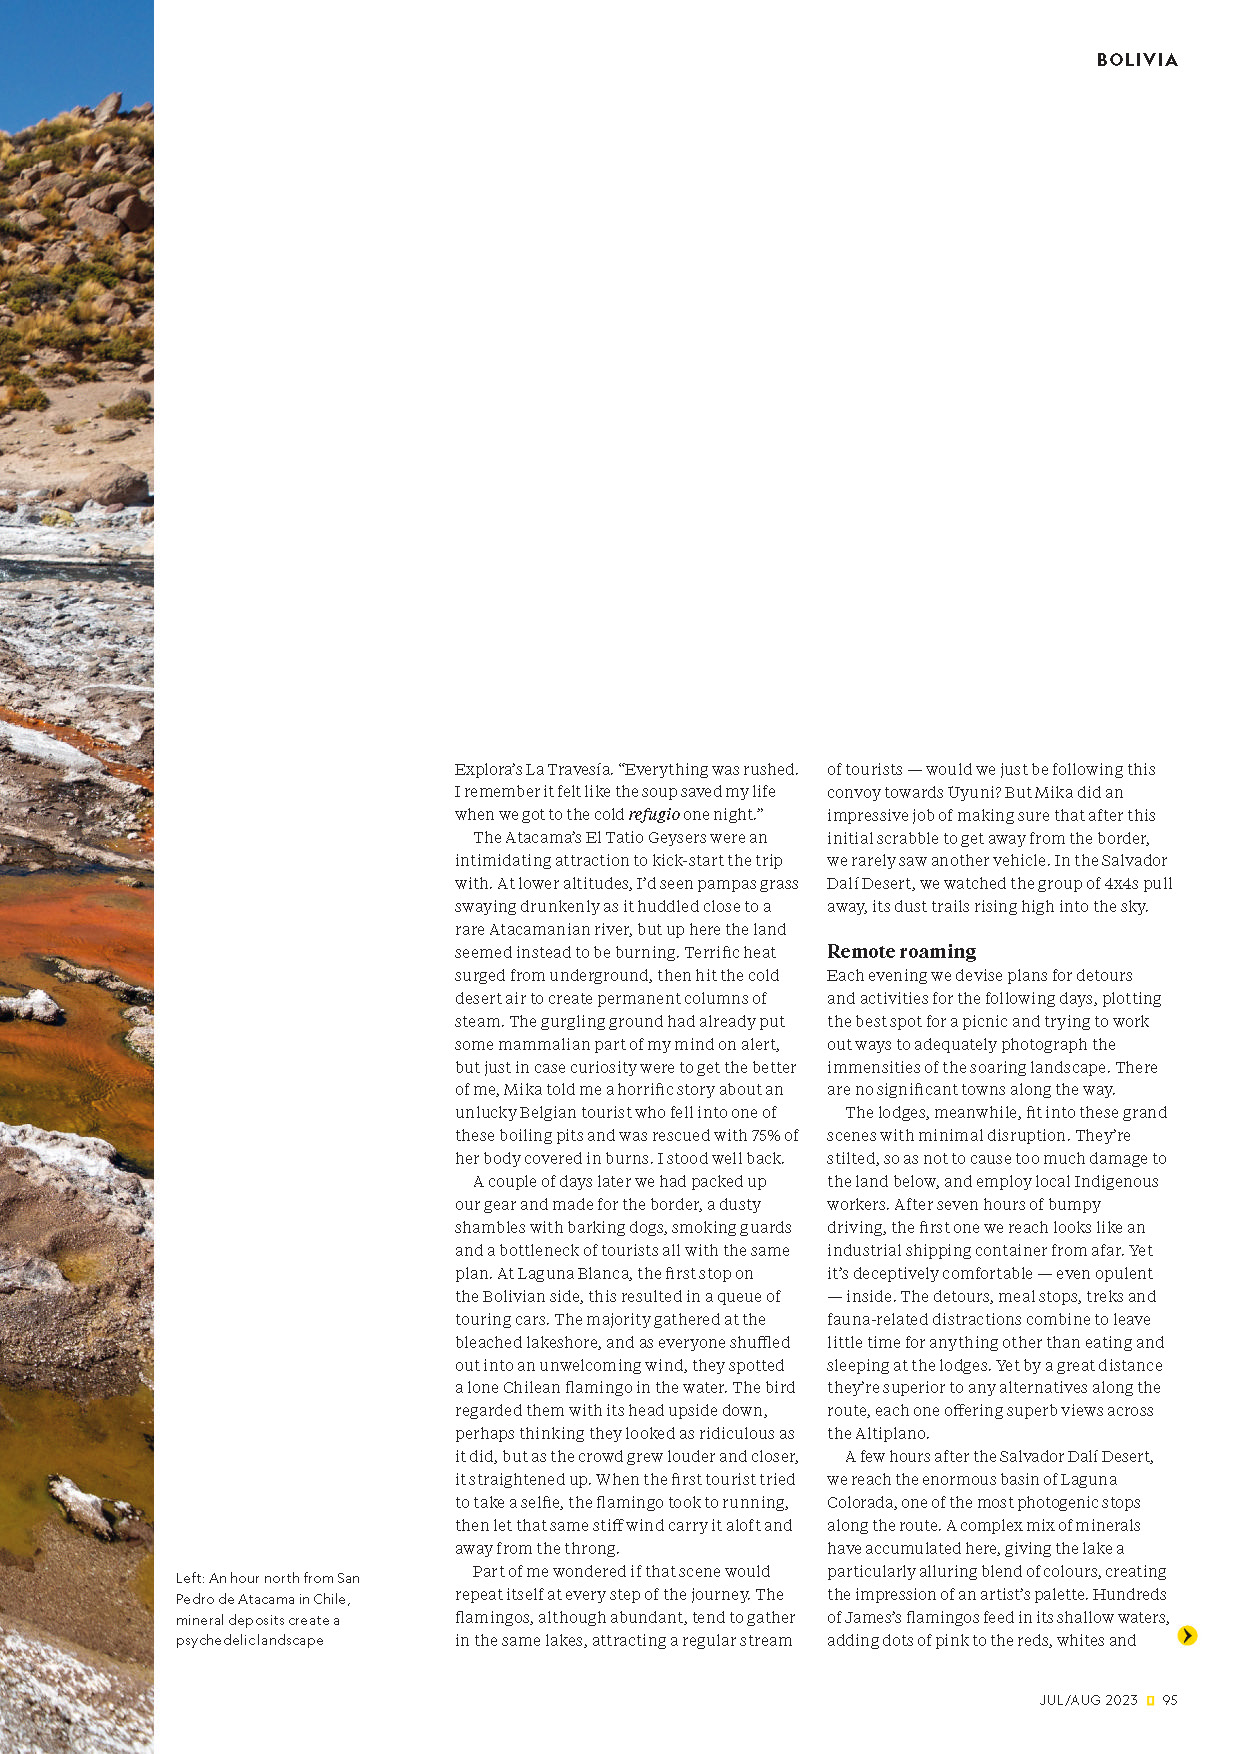 BOLIVIA
Explora's La Travesía. “Everything was rushed.
I remember it felt like the soup saved my life
when we got to the cold refugio one night.”
The Atacama's El Tatio Geysers were an
intimidating attraction to kick-start the trip
with. At lower altitudes, I'd seen pampas grass
swaying drunkenly as it huddled close to a
rare Atacamanian river, but up here the land
seemed instead to be burning. Terrific heat
surged from underground, then hit the cold
desert air to create permanent columns of
steam. The gurgling ground had already put
some mammalian part of my mind on alert,
but just in case curiosity were to get the better
of me, Mika told me a horrific story about an
unlucky Belgian tourist who fell into one of
these boiling pits and was rescued with 75% of
her body covered in burns. I stood well back.
A couple of days later we had packed up
our gear and made for the border, a dusty
shambles with barking dogs, smoking guards
and a bottleneck of tourists all with the same
plan. At Laguna Blanca, the first stop on
the Bolivian side, this resulted in a queue of
touring cars. The majority gathered at the
bleached lakeshore, and as everyone shuffled
out into an unwelcoming wind, they spotted
a lone Chilean flamingo in the water. The bird
regarded them with its head upside down,
perhaps thinking they looked as ridiculous as
it did, but as the crowd grew louder and closer,
it straightened up. When the first tourist tried
to take a selfie, the flamingo took to running,
then let that same stiff wind carry it aloft and
away from the throng.
Part of me wondered if that scene would
repeat itself at every step of the journey. The
flamingos, although abundant, tend to gather
in the same lakes, attracting a regular stream
of tourists — would we just be following this
convoy towards Uyuni? But Mika did an
impressive job of making sure that after this
initial scrabble to get away from the border,
we rarely saw another vehicle. In the Salvador
Dalí Desert, we watched the group of 4x4s pull
away, its dust trails rising high into the sky.
Remote roaming
Each evening we devise plans for detours
and activities for the following days, plotting
the best spot for a picnic and trying to work
out ways to adequately photograph the
immensities of the soaring landscape. There
are no significant towns along the way.
The lodges, meanwhile, fit into these grand
scenes with minimal disruption. They're
stilted, so as not to cause too much damage to
the land below, and employ local Indigenous
workers. After seven hours of bumpy
driving, the first one we reach looks like an
industrial shipping container from afar. Yet
it's deceptively comfortable — even opulent
— inside. The detours, meal stops, treks and
fauna-related distractions combine to leave
little time for anything other than eating and
sleeping at the lodges. Yet by a great distance
they're superior to any alternatives along the
route, each one offering superb views across
the Altiplano.
A few hours after the Salvador Dalí Desert,
we reach the enormous basin of Laguna
Colorada, one of the most photogenic stops
along the route. A complex mix of minerals
have accumulated here, giving the lake a
particularly alluring blend of colours, creating
the impression of an artist's palette. Hundreds
of James's flamingos feed in its shallow waters,
adding dots of pink to the reds, whites and
Left: An hour north from San
Pedro de Atacama in Chile,
mineral deposits create a
psychedelic landscape
JUL/AUG 2023 95